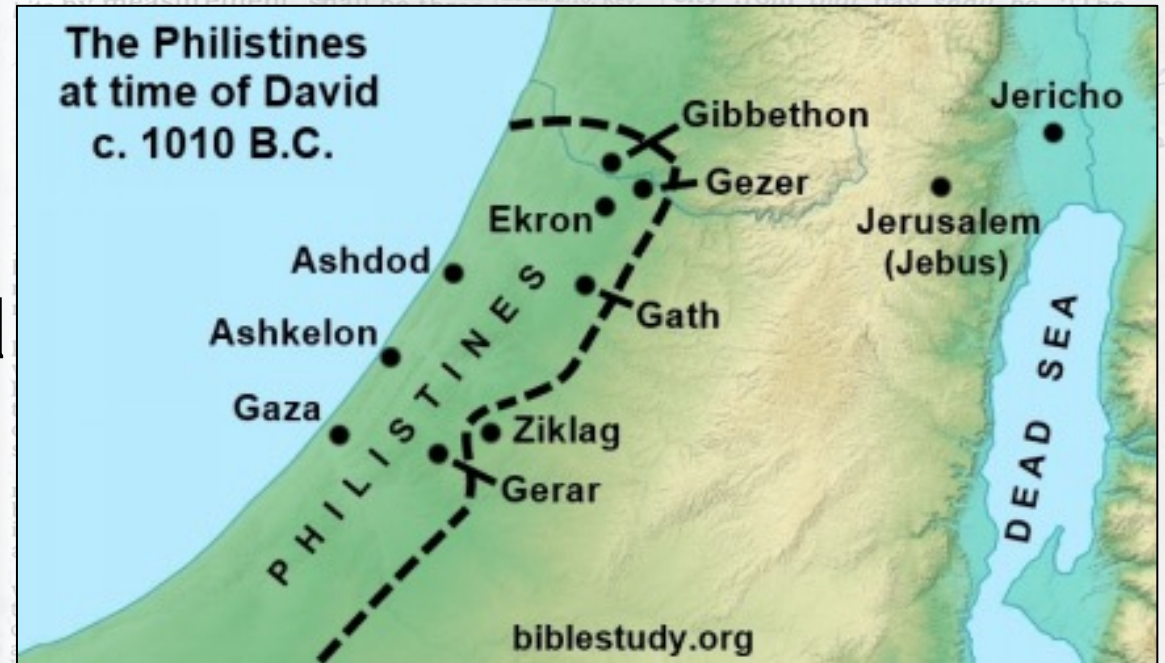 The Philistines
at time of David
c. 1010 B.C.
Gibbethon
Jericho
Gezer
Ekron
Jerusalem
(Jebus)
Ashdod
Gath
Ashkelon
Gaza
Ziklag
Gerar
PHILISTINES
DEAD SEA
biblestudy.org